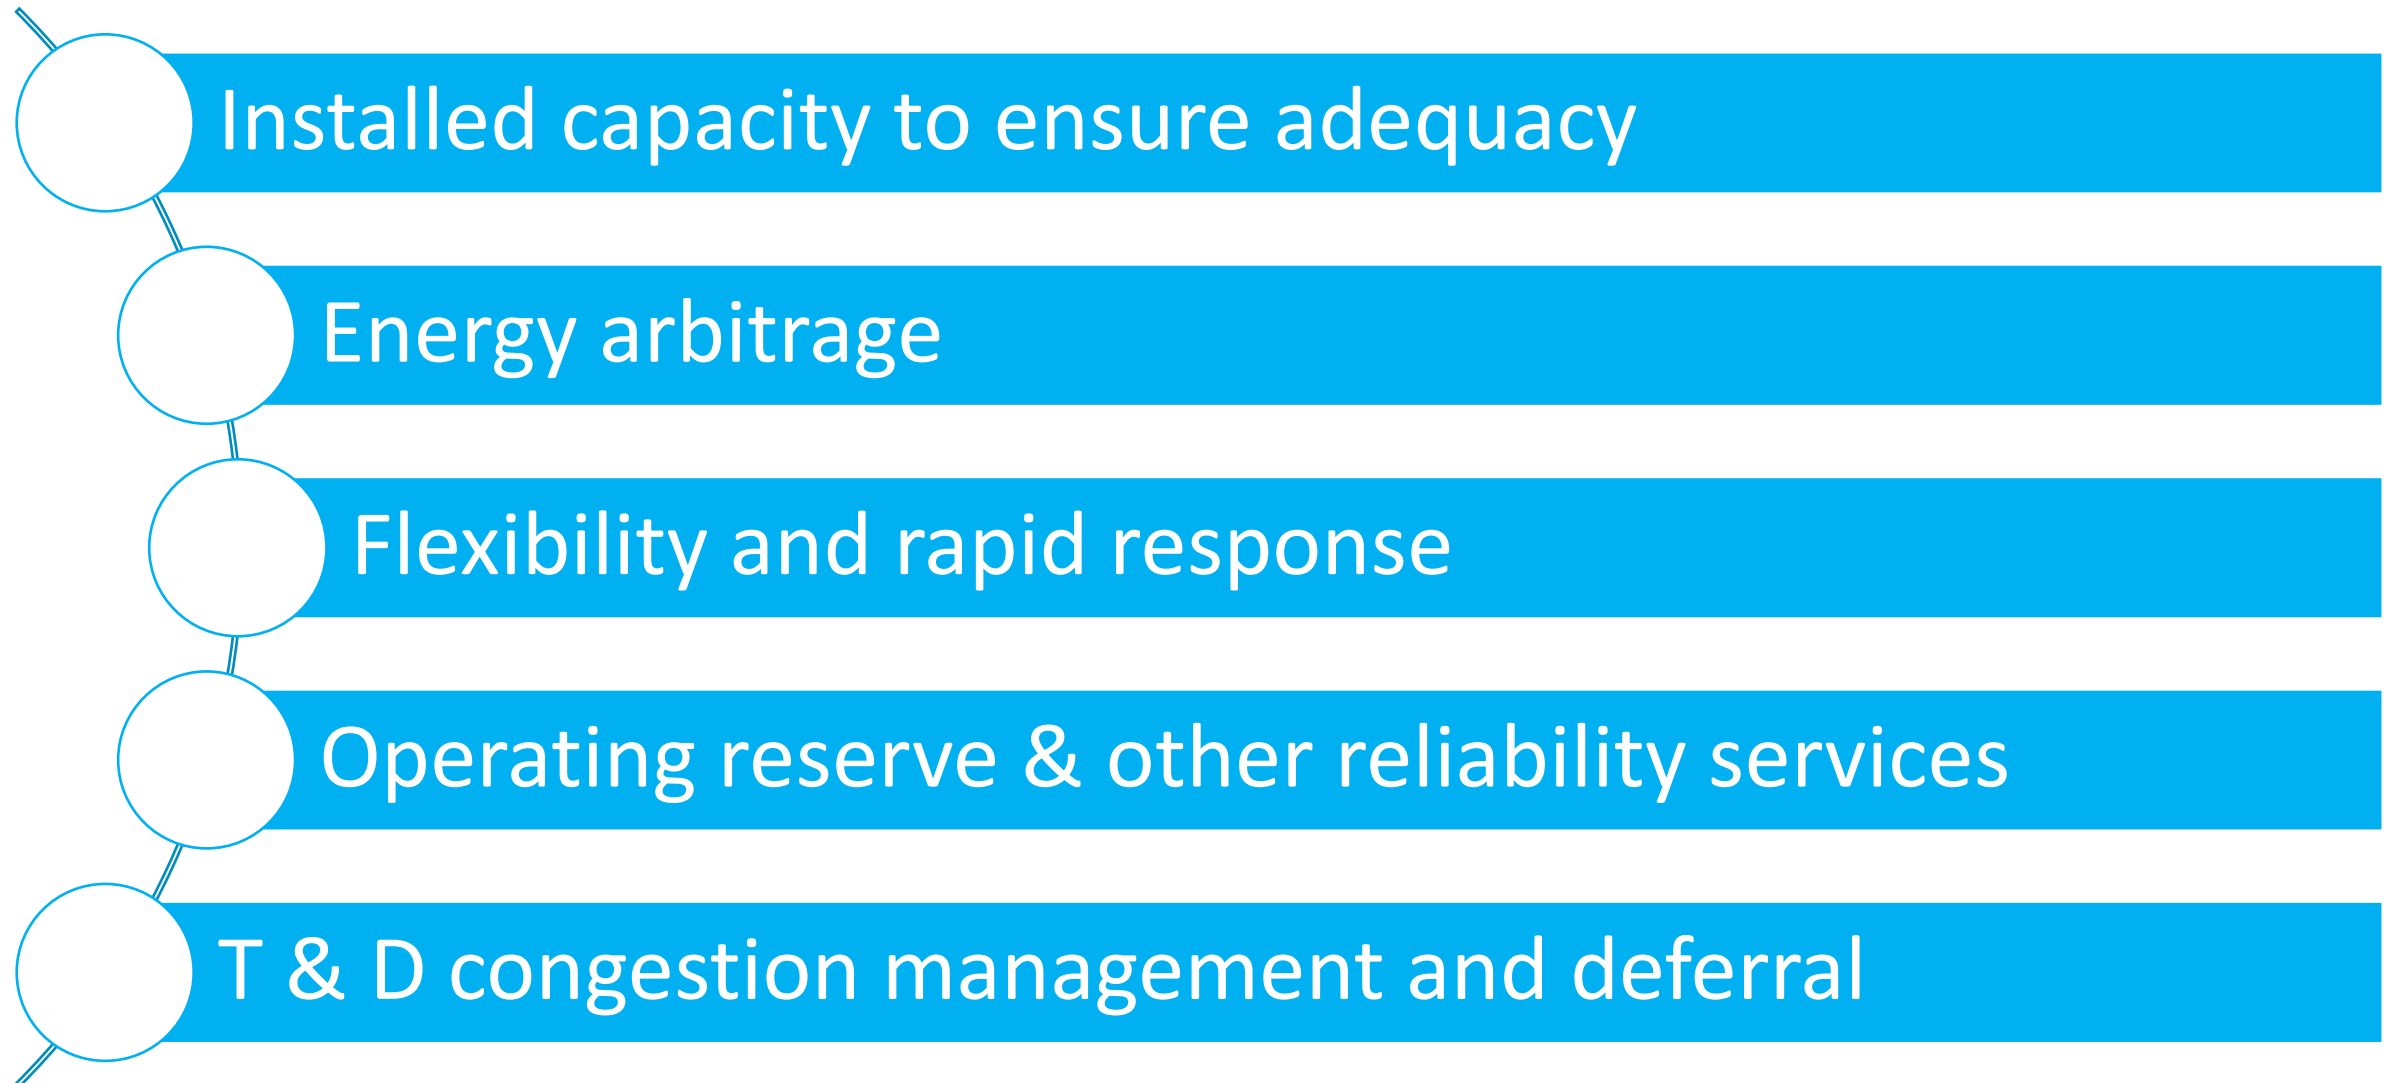 Installed capacity to ensure adequacy
Energy arbitrage
Flexibility and rapid response
Operating reserve & other reliability services
T & D congestion management and deferral